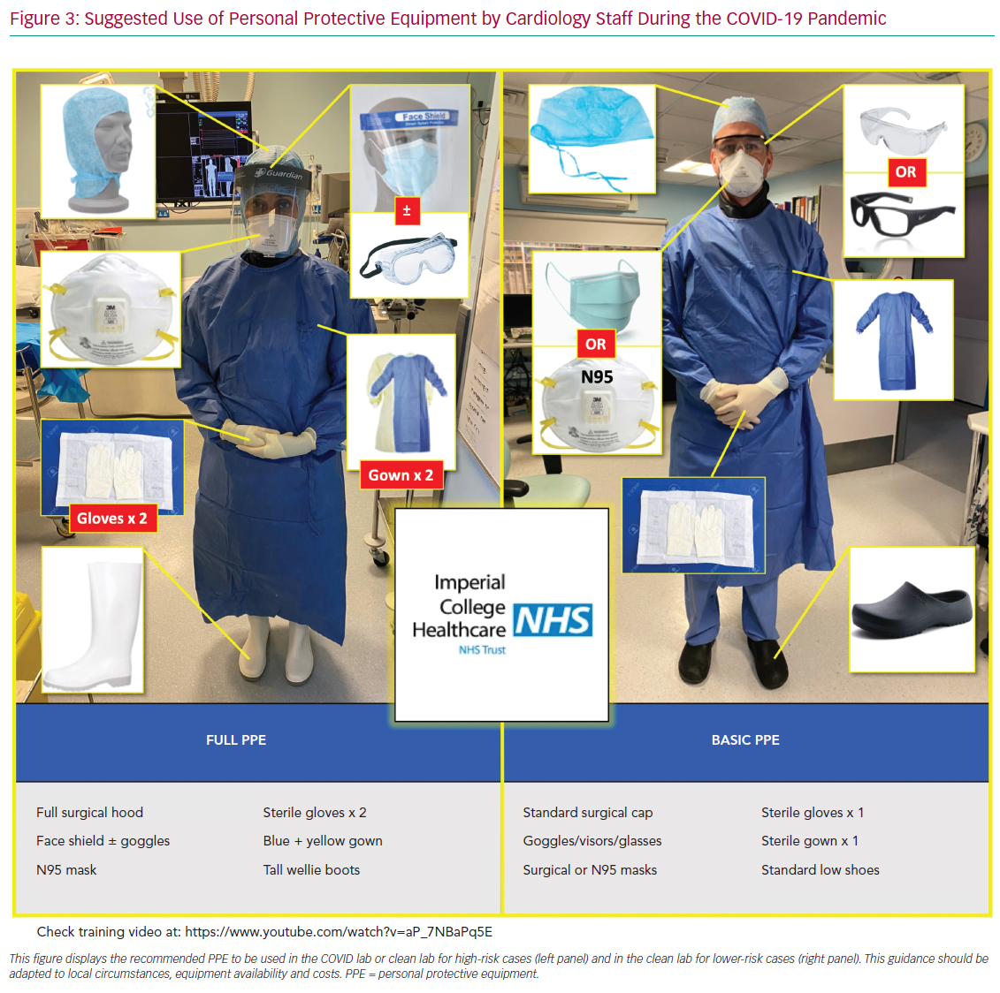 Figure 3: Suggested Use of Personal Protective Equipment by Cardiology Staff During the COVID-19 Pandemic
Face Shield
Guardian
±
OR
3M
OR
N95
3M
Gown x 2
Gloves x 2
Imperial
College
Healthcare
NHS
NHS Trust
FULL PPE
BASIC PPE
Full surgical hood
Sterile gloves x 2
Face shield ± goggles
Blue + yellow gown
N95 mask
Tall wellie boots
Standard surgical cap
Sterile gloves x 1
Goggles/visors/glasses
Sterile gown x 1
Surgical or N95 masks
Standard low shoes
Check training video at: https://www.youtube.com/watch?v=aP_7NBaPq5E
This figure displays the recommended PPE to be used in the COVID lab or clean lab for high-risk cases (left panel) and in the clean lab for lower-risk cases (right panel). This guidance should be
adapted to local circumstances, equipment availability and costs. PPE = personal protective equipment.